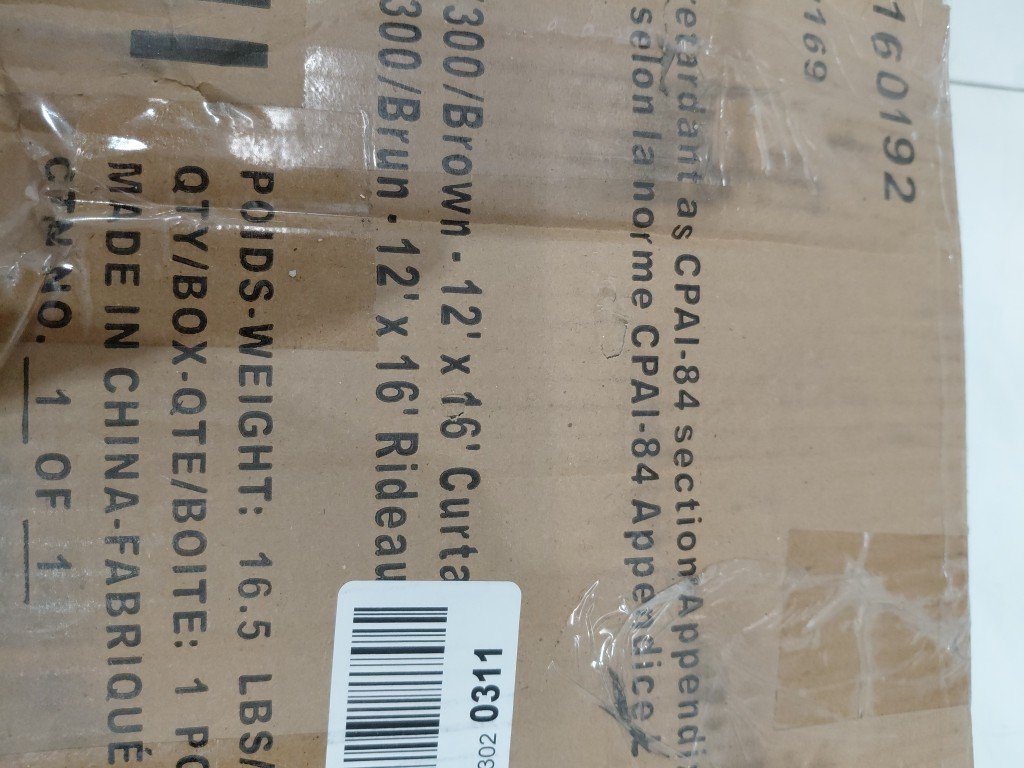 160192
169
retardant as CPAI-84 section Appendi
selon la norme CPAI-84 Appendice
300/Brown - 12' x 16' Curta
300/Brun - 12' x 16' Rideau
POIDS-WEIGHT: 16.5 LBS/
QTY/BOX-QTE/BOITE: 1 PC
MADE IN CHINA-FABRIQUÉ
CTN NO. 1 OF 1
302 0311